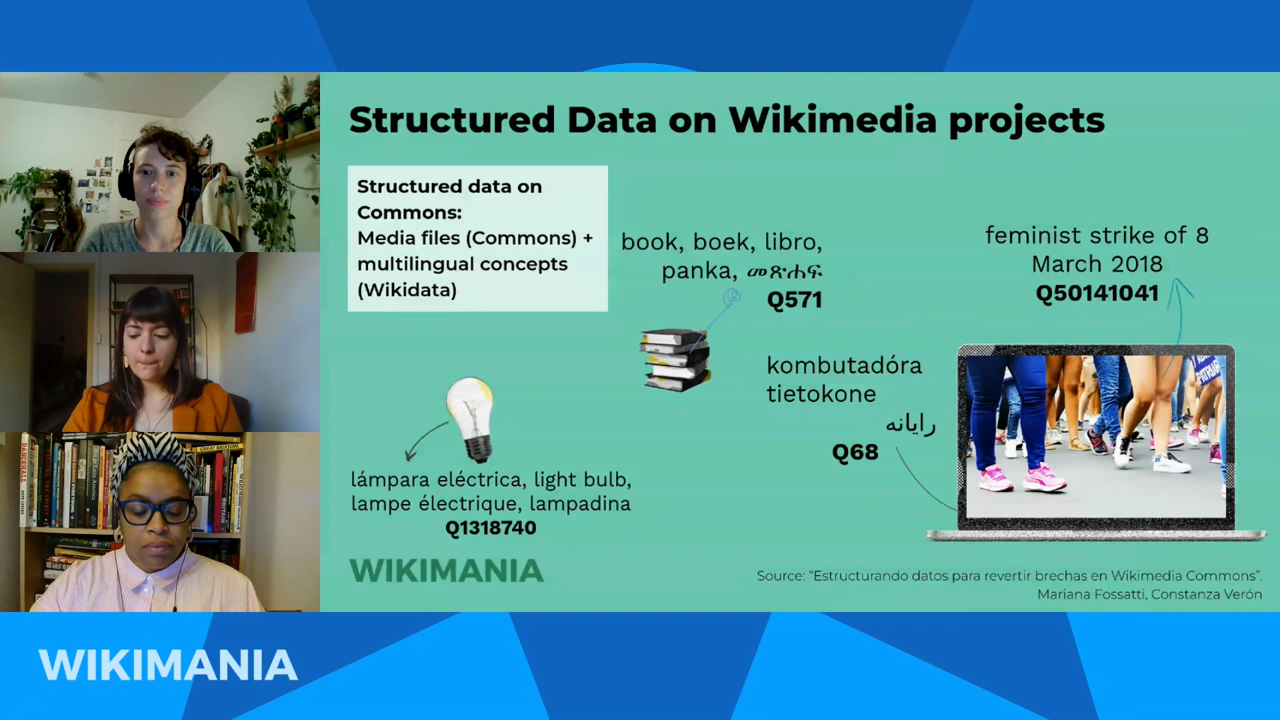 Structured Data on Wikimedia projects
Structured data on
Commons:
Media files (Commons) +
multilingual concepts
(Wikidata)
book, boek, libro,
panka, መጽሐፍ
Q571
feminist strike of 8
March 2018
Q50141041
kombutadóra
tietokone
رایانه
Q68
lámpara eléctrica, light bulb,
lampe électrique, lampadina
Q1318740
WIKIMANIA
Source: “Estructurando datos para revertir brechas en Wikimedia Commons”.
Mariana Fossatti, Constanza Verón
WIKIMANIA